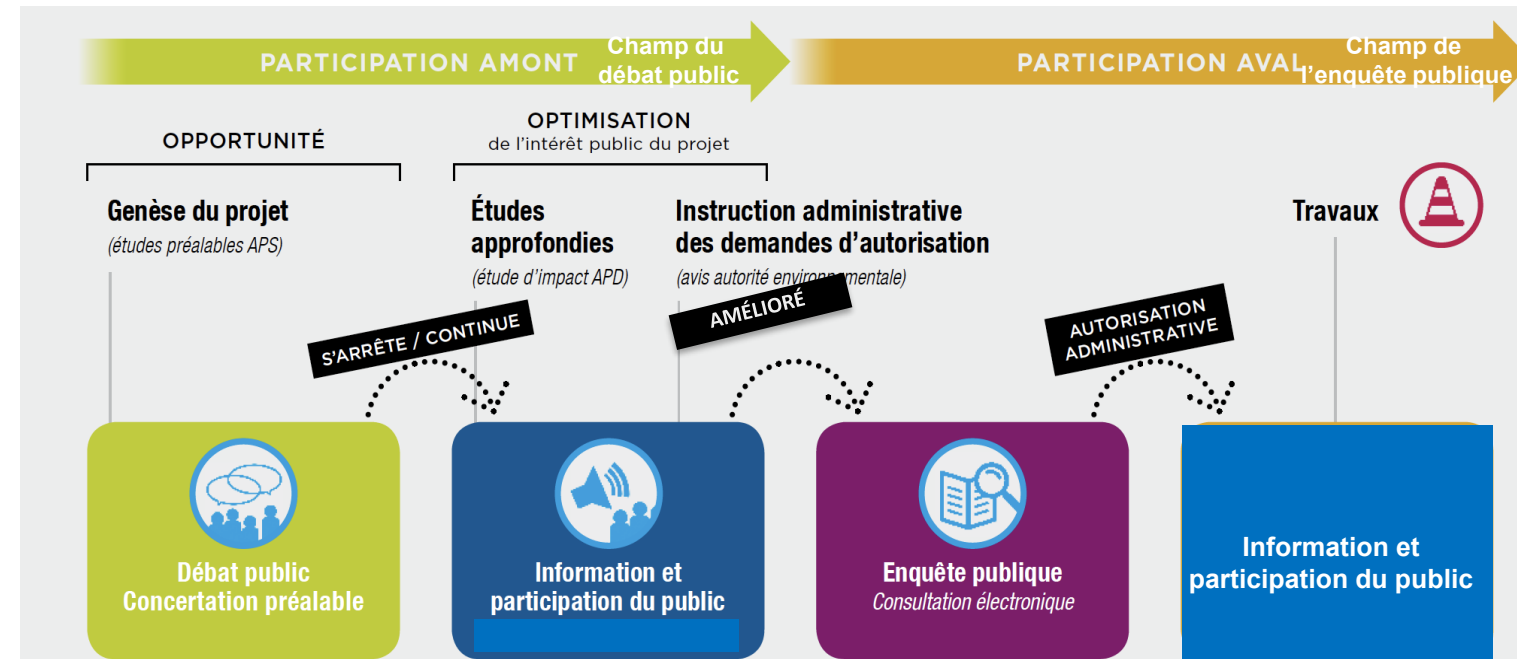 PARTICIPATION AMONT
Champ du
débat public
PARTICIPATION AVAL
Champ de
l'enquête publique
OPPORTUNITÉ
OPTIMISATION
de l'intérêt public du projet
Genèse du projet
(études préalables APS)
Études
approfondies
(étude d'impact APD)
Instruction administrative
des demandes d'autorisation
(avis autorité environnementale)
Travaux
S'ARRÊTE / CONTINUE
AMÉLIORÉ
AUTORISATION
ADMINISTRATIVE
Débat public
Concertation préalable
Information et
participation du public
Enquête publique
Consultation électronique
Information et
participation du public